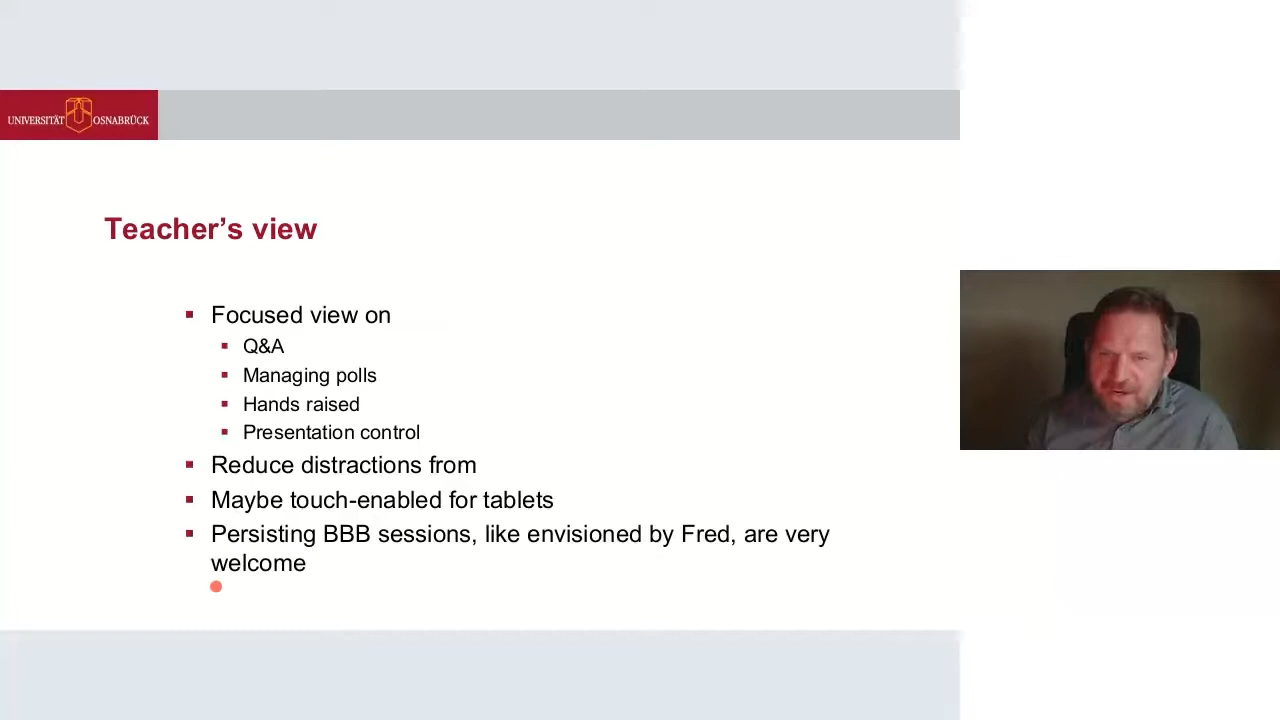 UNIVERSITÄT OSNABRÜCK
Teacher’s view
Focused view on
Q&A
Managing polls
Hands raised
Presentation control
Reduce distractions from
Maybe touch-enabled for tablets
Persisting BBB sessions, like envisioned by Fred, are very
welcome